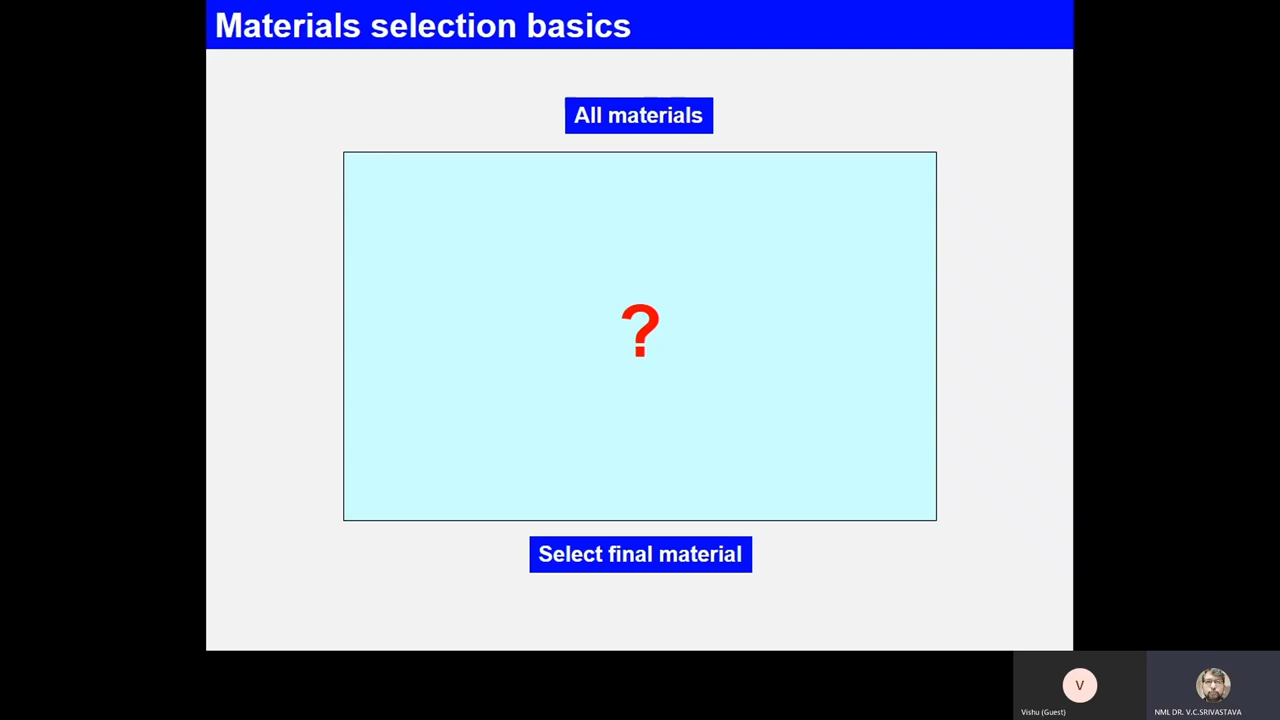 Materials selection basics
All materials
?
Select final material
V
Vishu (Guest)
NML DR. V.C.SRIVASTAVA